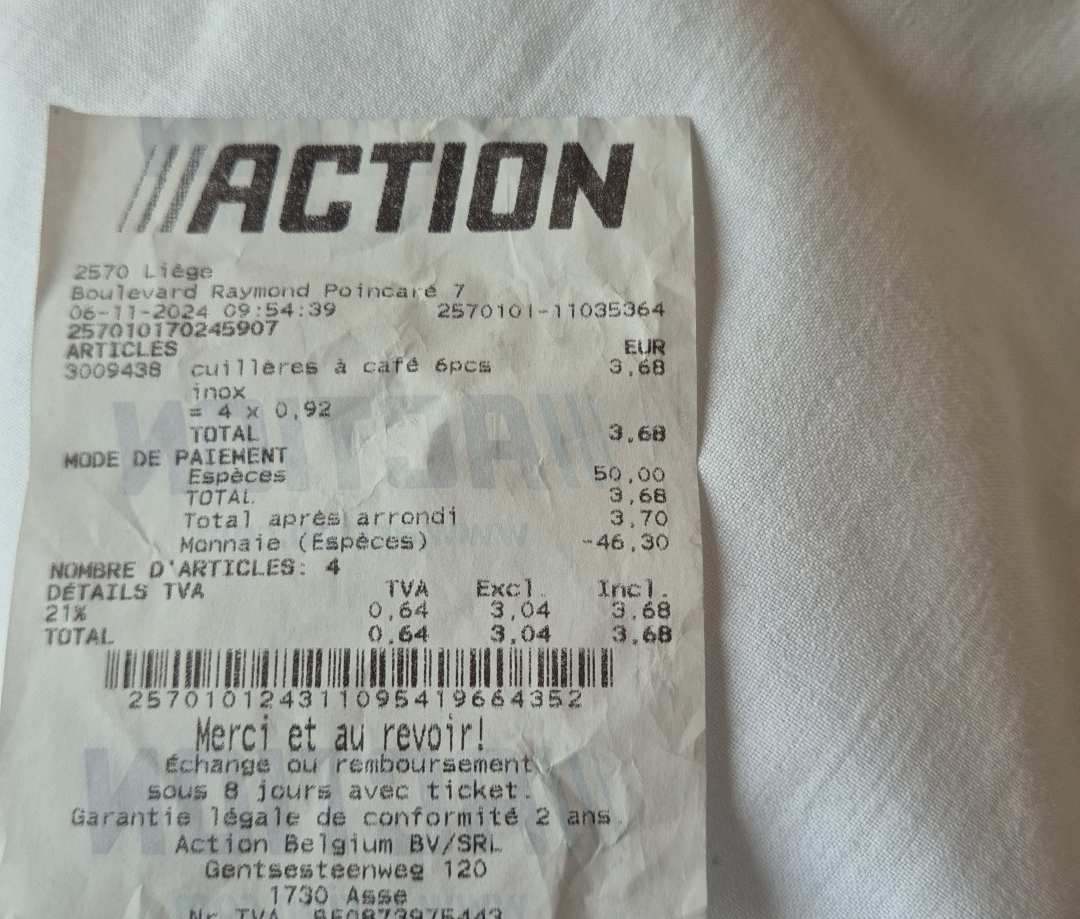 ACTION
2570 Liège
Boulevard Raymond Poincaré 7
06-11-2024 09:54:39 2570101-11035364
257010170245907
ARTICLES EUR
3009438 cuillères à café 6pcs 3,68
inox
= 4 x 0,92
TOTAL 3,68
MODE DE PAIEMENT
Espèces 50,00
TOTAL 3,68
Total après arrondi 3,70
Monnaie (Espèces) -46,30
NOMBRE D'ARTICLES: 4
DÉTAILS TVA TVA Excl. Incl.
21% 0,64 3,04 3,68
TOTAL 0,64 3,04 3,68
257010124311095419664352
Merci et au revoir!
Échange ou remboursement
sous 8 jours avec ticket.
Garantie légale de conformité 2 ans
Action Belgium BV/SRL
Gentsesteenweg 120
1730 Asse
Nr TVA